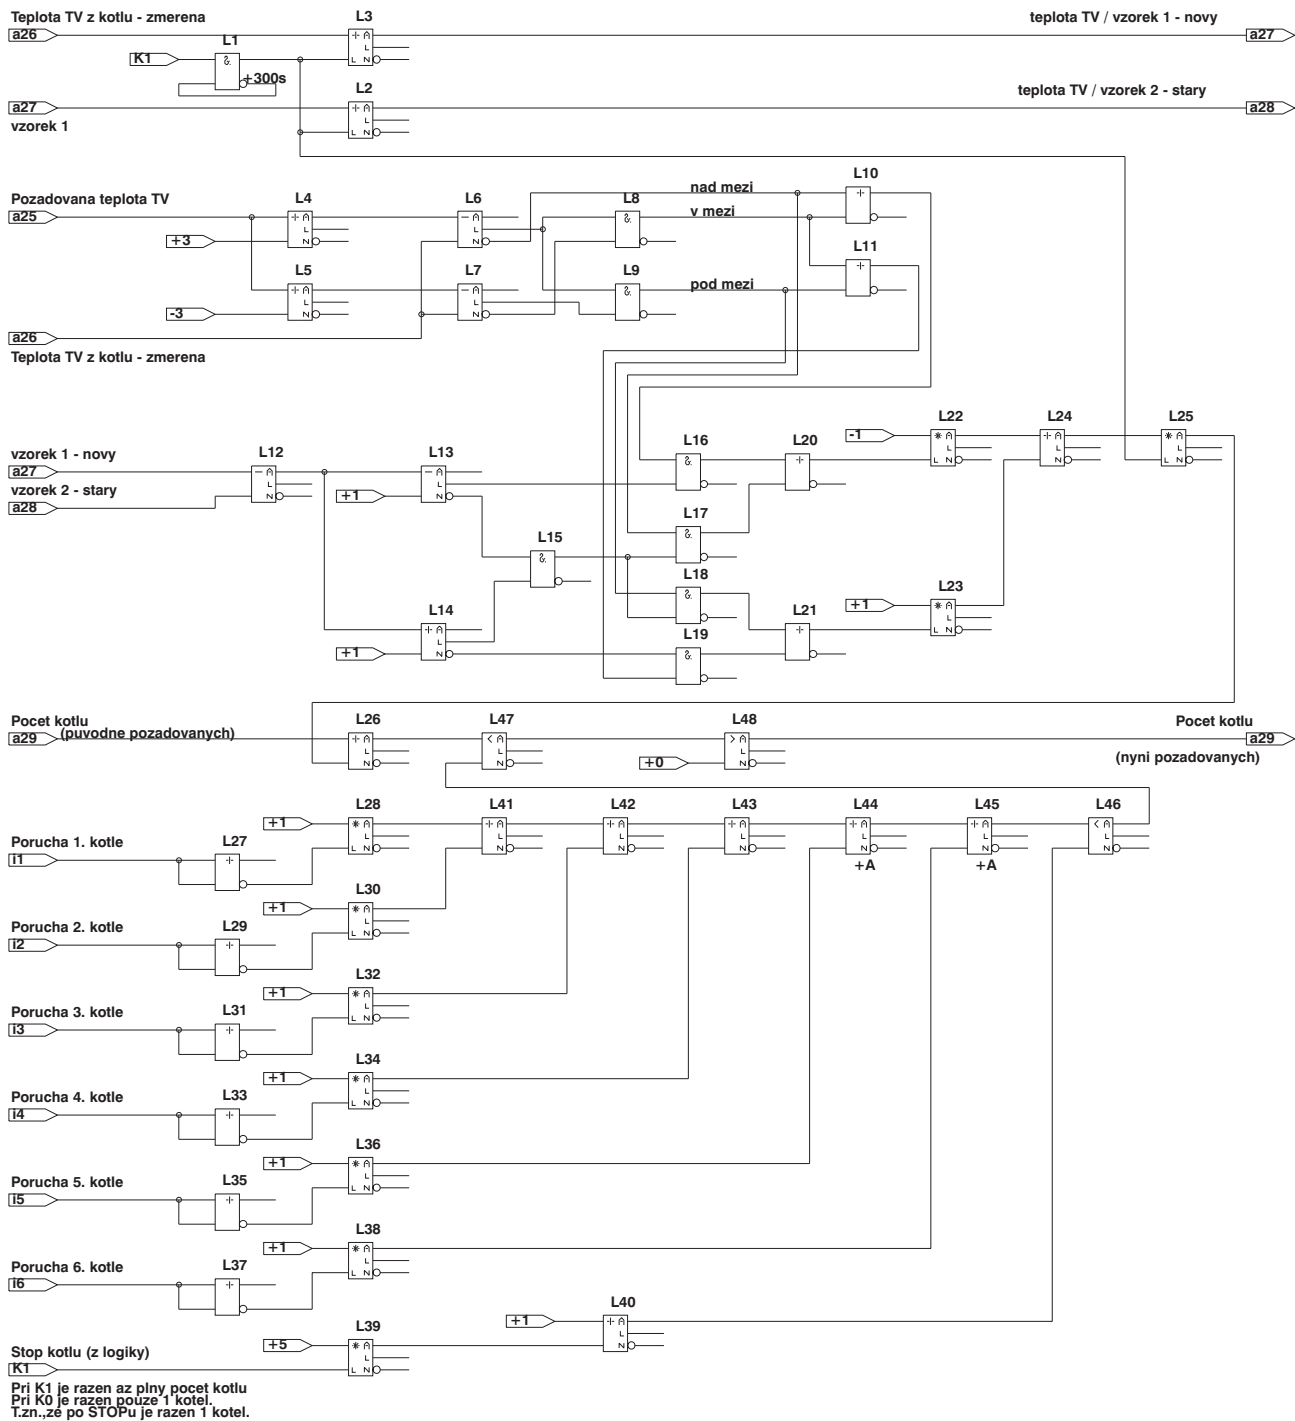 Teplota TV z kotlu - zmerena
L3
teplota TV / vzorek 1 - novy
a26
a27
L1
K1
+300s
L2
teplota TV / vzorek 2 - stary
a27
a28
vzorek 1
L10
nad mezi
Pozadovana teplota TV
L4
L6
L8
v mezi
a25
+3
L11
L5
L7
L9
pod mezi
-3
a26
Teplota TV z kotlu - zmerena
L22
L24
L25
-1
L16
L20
vzorek 1 - novy
L12
L13
a27
vzorek 2 - stary
+1
a28
L17
L15
L18
L23
+1
L14
L21
L19
+1
Pocet kotlu
L26
L47
L48
Pocet kotlu
a29
(puvodne pozadovanych)
a29
+0
(nyni pozadovanych)
L28
L41
L42
L43
L44
L45
L46
+1
Porucha 1. kotle
L27
i1
+A
+A
L30
+1
Porucha 2. kotle
L29
i2
L32
+1
Porucha 3. kotle
L31
i3
L34
+1
Porucha 4. kotle
L33
i4
L36
+1
Porucha 5. kotle
L35
i5
L38
+1
Porucha 6. kotle
L37
i6
L40
+1
L39
+5
Stop kotlu (z logiky)
K1
Pri K1 je razen az plny pocet kotlu
Pri K0 je razen pouze 1 kotel.
T.zn.,ze po STOPu je razen 1 kotel.